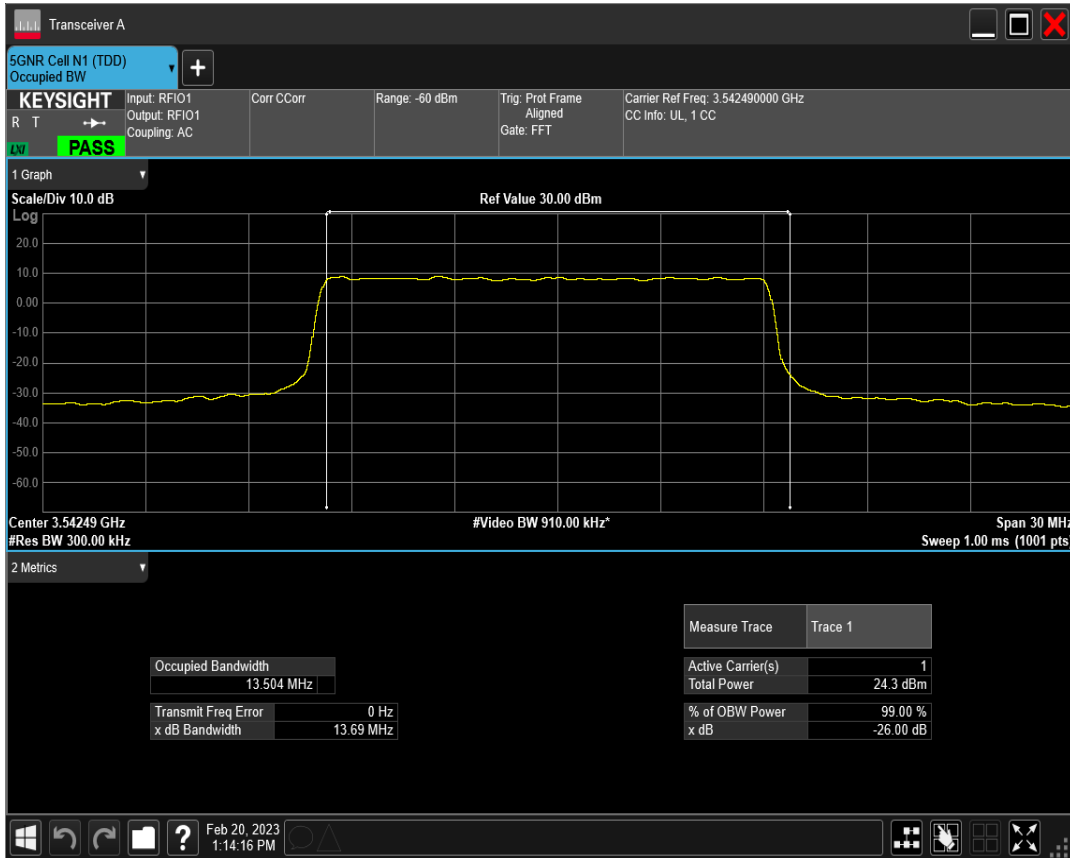 Transceiver A
5GNR Cell N1 (TDD)
Occupied BW
+
KEYSIGHT
R T
LXI
PASS
Input: RFIO1
Output: RFIO1
Coupling: AC
Corr CCorr
Range: -60 dBm
Trig: Prot Frame
Aligned
Gate: FFT
Carrier Ref Freq: 3.542490000 GHz
CC Info: UL, 1 CC
1 Graph
Scale/Div 10.0 dB
Ref Value 30.00 dBm
Log
20.0
10.0
0.00
-10.0
-20.0
-30.0
-40.0
-50.0
-60.0
Center 3.54249 GHz
#Video BW 910.00 kHz*
Span 30 MHz
#Res BW 300.00 kHz
Sweep 1.00 ms (1001 pts)
2 Metrics
Measure Trace Trace 1
Occupied Bandwidth
13.504 MHz
Transmit Freq Error 0 Hz
x dB Bandwidth 13.69 MHz
Active Carrier(s) 1
Total Power 24.3 dBm
% of OBW Power 99.00 %
x dB -26.00 dB
?
Feb 20, 2023
1:14:16 PM